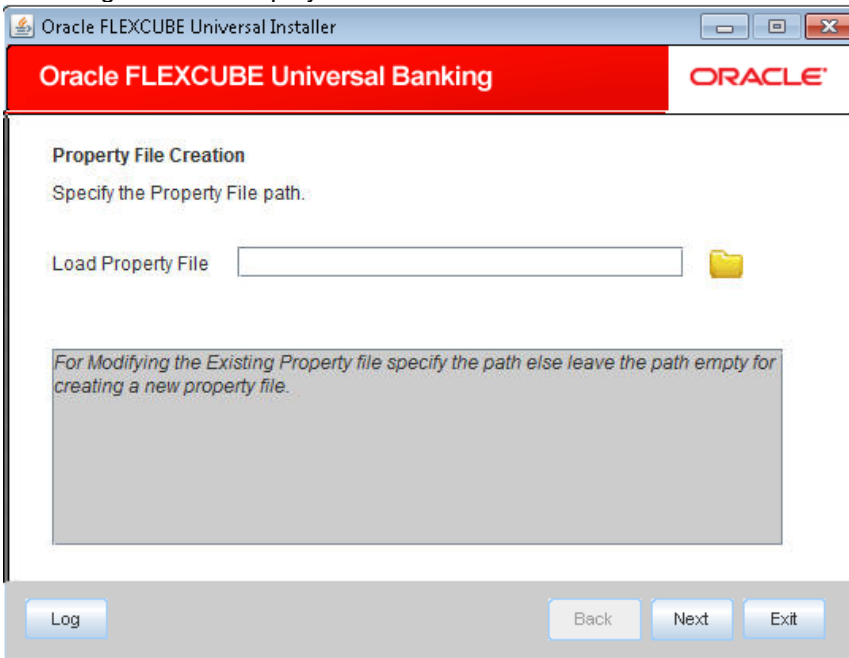 Oracle FLEXCUBE Universal Installer
Oracle FLEXCUBE Universal Banking
ORACLE
Property File Creation
Specify the Property File path.
Load Property File
For Modifying the Existing Property file specify the path else leave the path empty for
creating a new property file.
Log
Back
Next
Exit